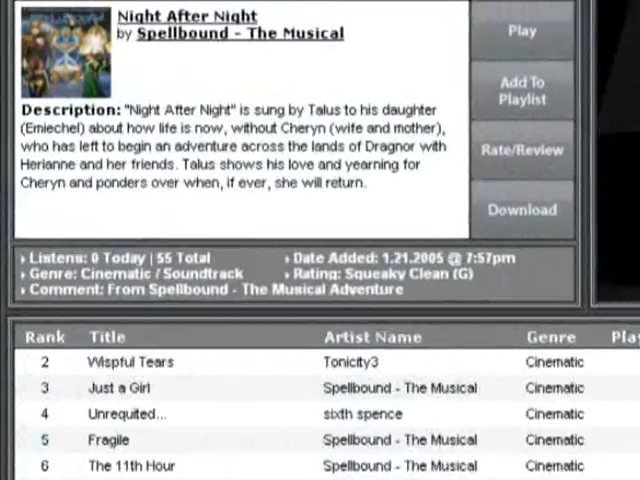 Night After Night
by Spellbound - The Musical
Description: "Night After Night" is sung by Talus to his daughter
(Emiechel) about how life is now, without Cheryn (wife and mother),
who has left to begin an adventure across the lands of Dragnor with
Herianne and her friends. Talus shows his love and yearning for
Cheryn and ponders over when, if ever, she will return.
Play
Add To
Playlist
Rate/Review
Download
Listens: 0 Today | 55 Total
Date Added: 1.21.2005 @ 7:57pm
Genre: Cinematic / Soundtrack
Rating: Squeaky Clean (G)
Comment: From Spellbound - The Musical Adventure
Rank Title Artist Name Genre Play
2 Wispful Tears Tonicity3 Cinematic
3 Just a Girl Spellbound - The Musical Cinematic
4 Unrequited... sixth spence Cinematic
5 Fragile Spellbound - The Musical Cinematic
6 The 11th Hour Spellbound - The Musical Cinematic